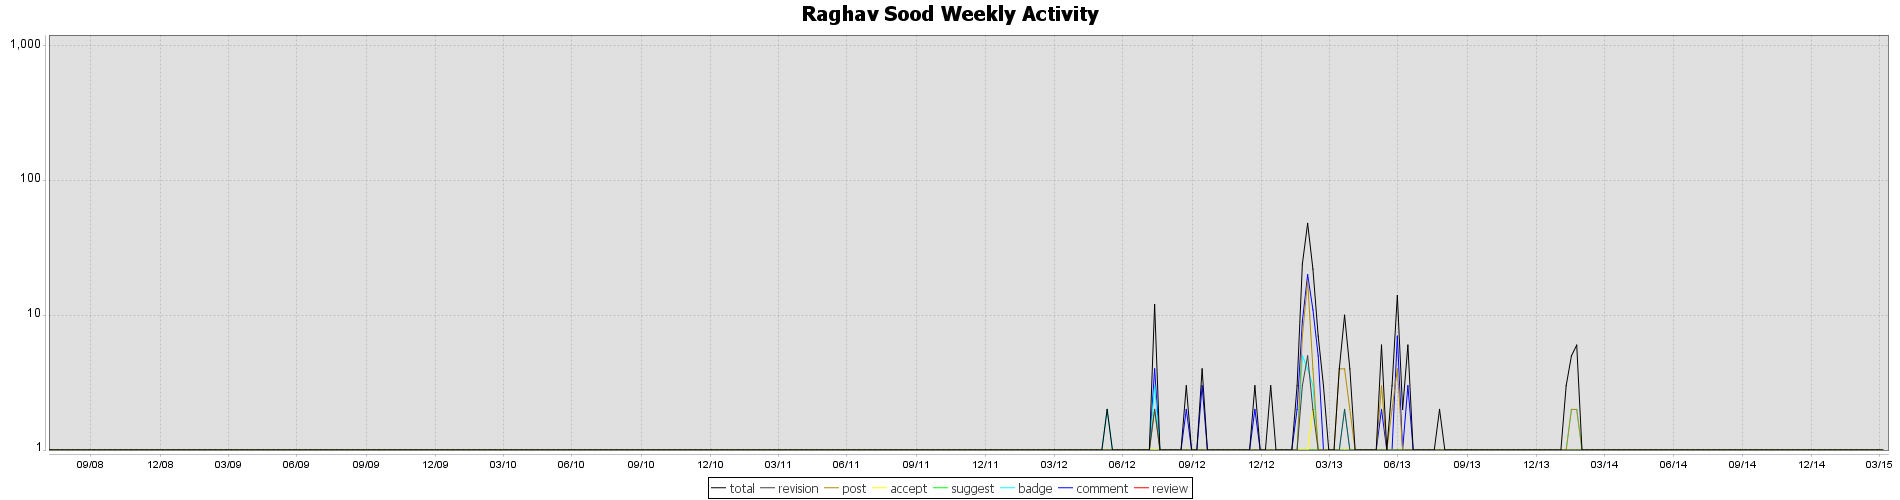 Raghav Sood Weekly Activity
1,000
100
10
1
09/08 12/08 03/09 06/09 09/09 12/09 03/10 06/10 09/10 12/10 03/11 06/11 09/11 12/11 03/12 06/12 09/12 12/12 03/13 06/13 09/13 12/13 03/14 06/14 09/14 12/14 03/15
total revision post accept suggest badge comment review